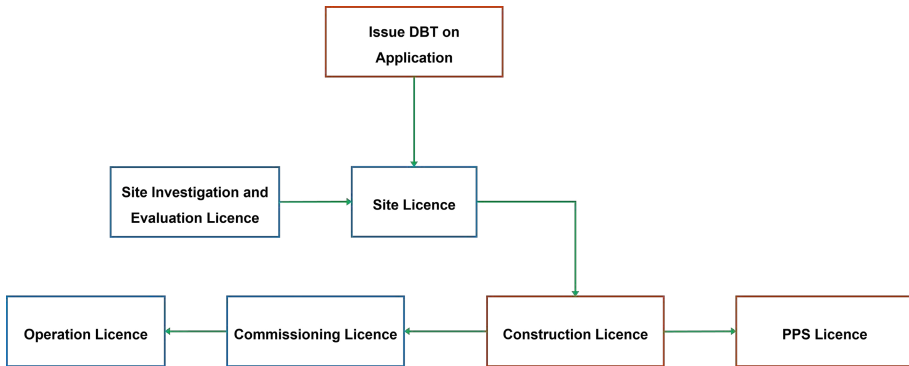 Issue DBT on
Application
Site Investigation and
Evaluation Licence
Site Licence
Operation Licence
Commissioning Licence
Construction Licence
PPS Licence